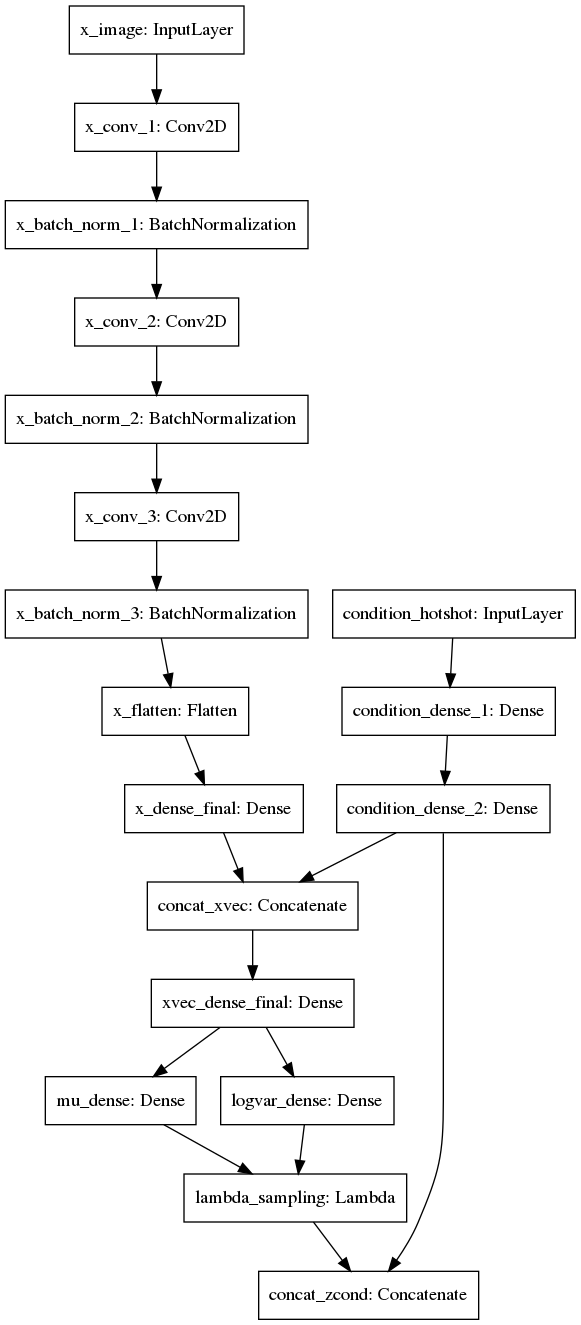 x_image: InputLayer
x_conv_1: Conv2D
x_batch_norm_1: BatchNormalization
x_conv_2: Conv2D
x_batch_norm_2: BatchNormalization
x_conv_3: Conv2D
x_batch_norm_3: BatchNormalization
condition_hotshot: InputLayer
x_flatten: Flatten
condition_dense_1: Dense
x_dense_final: Dense
condition_dense_2: Dense
concat_xvec: Concatenate
xvec_dense_final: Dense
mu_dense: Dense
logvar_dense: Dense
lambda_sampling: Lambda
concat_zcond: Concatenate